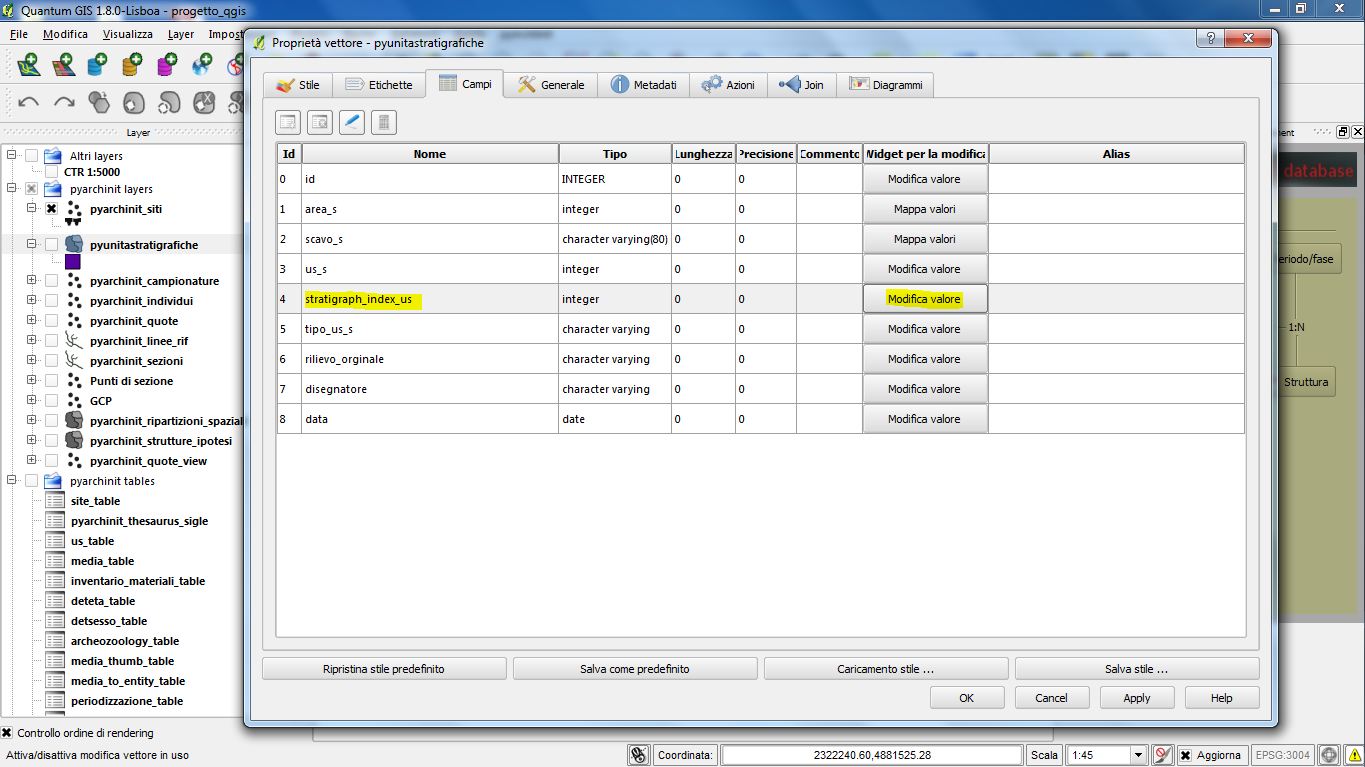 Quantum GIS 1.8.0-Lisboa - progetto_qgis
File Modifica Visualizza Layer
Proprietà vettore - pyunitastratigrafiche
Stile Etichette Campi Generale Metadati Azioni Join Diagrammi
Layer
Altri layers
CTR 1:5000
pyarchinit layers
pyarchinit_siti
pyunitastratigrafiche
pyarchinit_campionature
pyarchinit_individui
pyarchinit_quote
pyarchinit_linee_rif
pyarchinit_sezioni
Punti di sezione
GCP
pyarchinit_ripartizioni_spazial
pyarchinit_strutture_ipotesi
pyarchinit_quote_view
pyarchinit tables
site_table
pyarchinit_thesaurus_sigle
us_table
media_table
inventario_materiali_table
deteta_table
detsesso_table
archeozoology_table
media_thumb_table
media_to_entity_table
periodizzazione_table
Id Nome Tipo Lunghezza Precisione Commento Widget per la modifica Alias
0 id INTEGER 0 0 Modifica valore
1 area_s integer 0 0 Mappa valori
2 scavo_s character varying(80) 0 0 Mappa valori
3 us_s integer 0 0 Modifica valore
4 stratigraph_index_us integer 0 0 Modifica valore
5 tipo_us_s character varying 0 0 Modifica valore
6 rilievo_orginale character varying 0 0 Modifica valore
7 disegnatore character varying 0 0 Modifica valore
8 data date 0 0 Modifica valore
Ripristina stile predefinito Salva come predefinito Caricamento stile ... Salva stile ...
OK Cancel Apply Help
database
eriodo/fase
1:N
Struttura
Controllo ordine di rendering
Attiva/disattiva modifica vettore in uso
Coordinata: 2322240.60,4881525.28 Scala 1:45 Aggiorna EPSG:3004